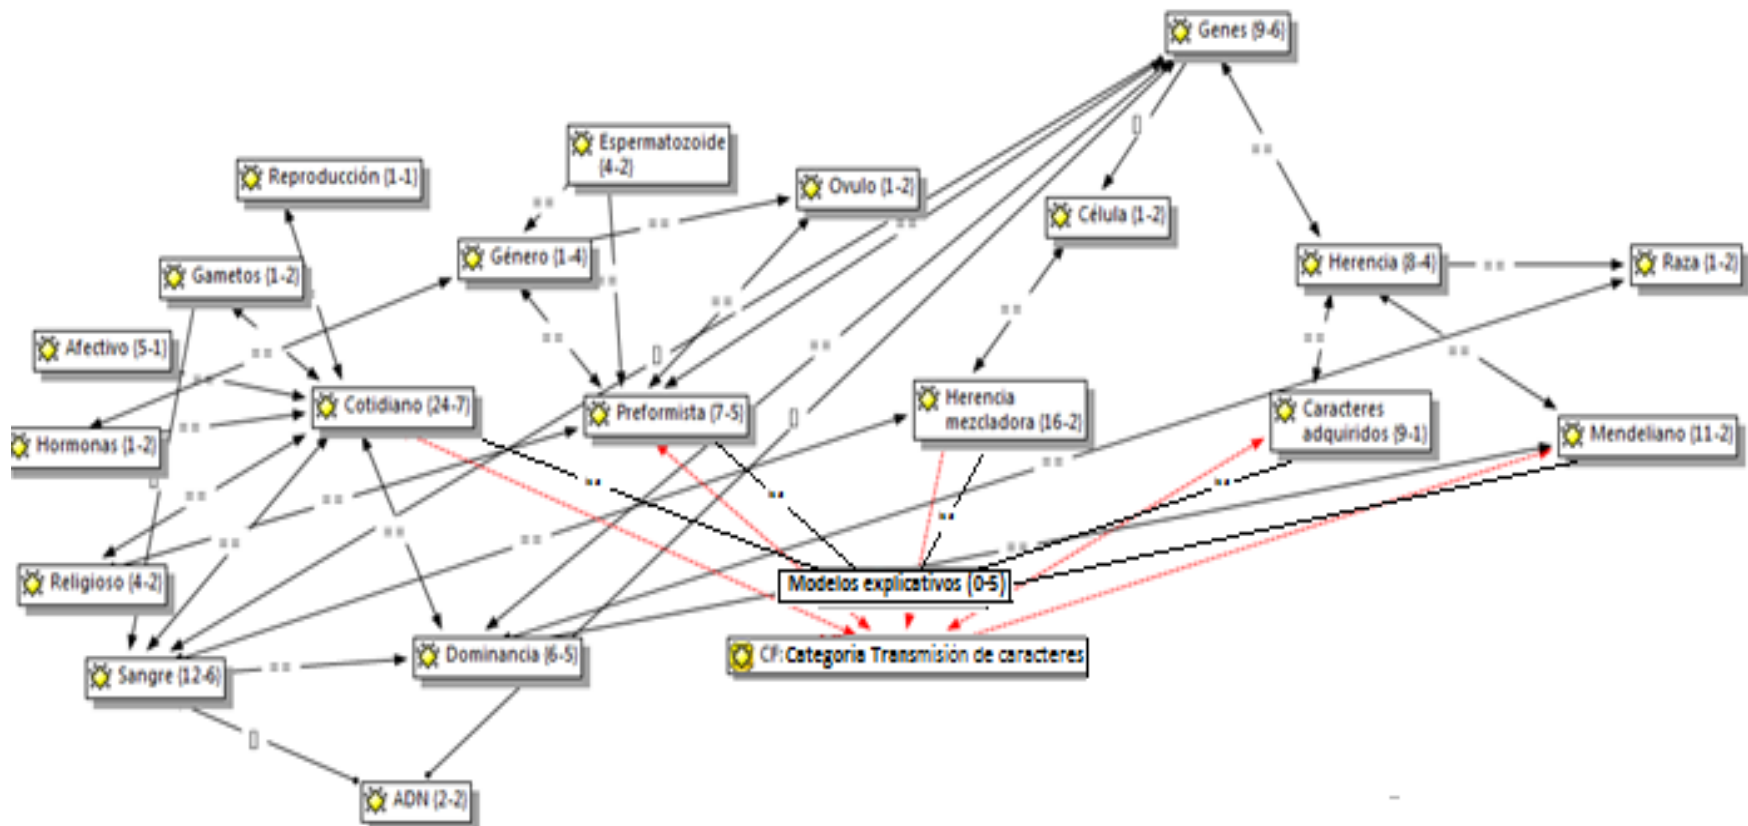 Genes {9-6}
Espermatozoide
{4-2}
Reproducción {1-1}
Ovulo {1-2}
Célula {1-2}
Género {1-4}
Herencia {8-4}
Raza {1-2}
Gametos {1-2}
Afectivo {5-1}
Cotidiano {24-7}
Preformista {7-5}
Herencia
mezcladora {16-2}
Caracteres
adquiridos {9-1}
Mendeliano {11-2}
Hormonas {1-2}
Religioso {4-2}
Modelos explicativos {0-5}
Sangre {12-6}
Dominancia {6-5}
CF: Categoria Transmisión de caracteres
ADN {2-2}